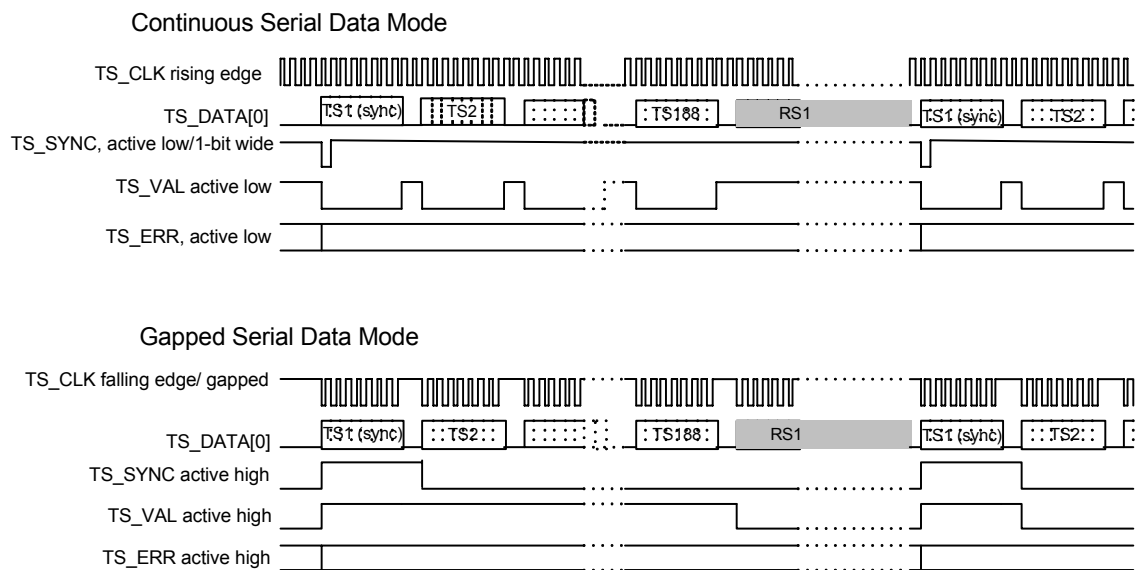 Continuous Serial Data Mode
TS_CLK rising edge
TS_DATA[0]
TS1 (sync)
TS2
TS188
RS1
TS1 (sync)
TS2
TS_SYNC, active low/1-bit wide
TS_VAL active low
TS_ERR, active low
Gapped Serial Data Mode
TS_CLK falling edge/ gapped
TS_DATA[0]
TS1 (sync)
TS2
TS188
RS1
TS1 (sync)
TS2
TS_SYNC active high
TS_VAL active high
TS_ERR active high